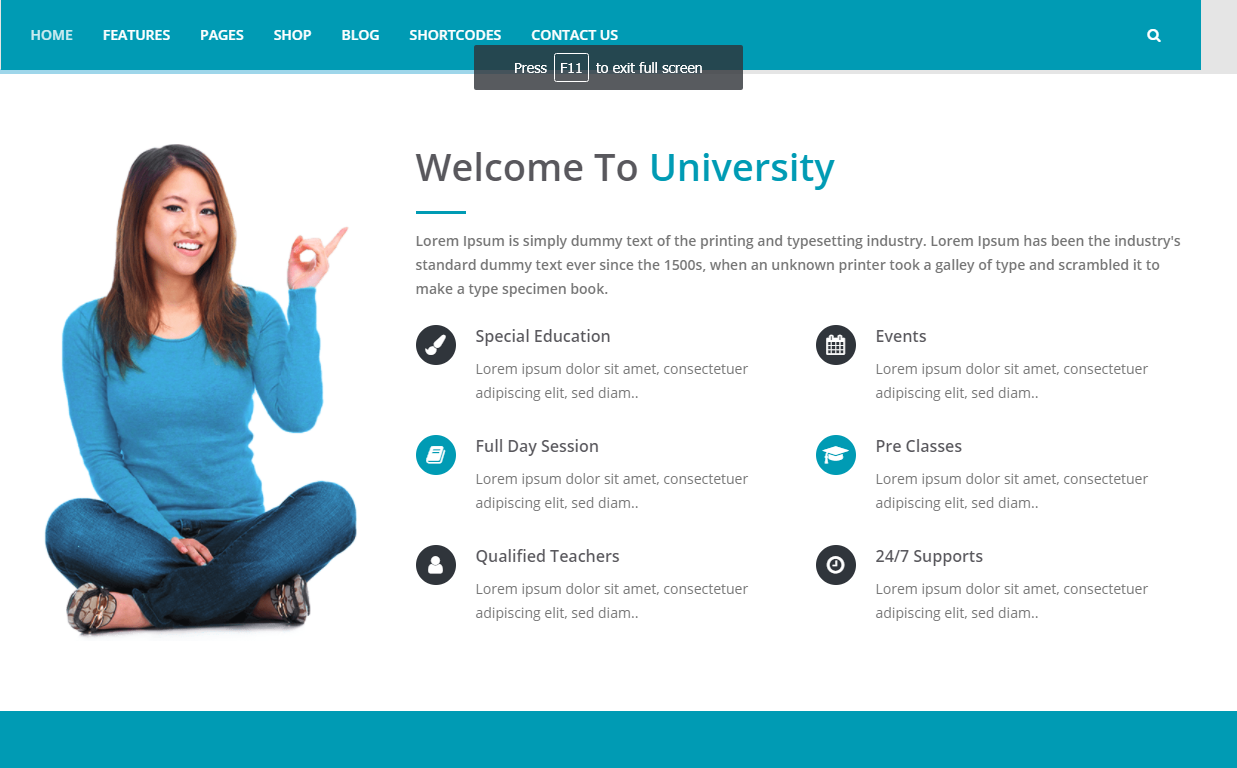 HOME FEATURES PAGES SHOP BLOG SHORTCODES CONTACT US
Press F11 to exit full screen
Welcome To University
Lorem Ipsum is simply dummy text of the printing and typesetting industry. Lorem Ipsum has been the industry's
standard dummy text ever since the 1500s, when an unknown printer took a galley of type and scrambled it to
make a type specimen book.
Special Education
Lorem ipsum dolor sit amet, consectetuer
adipiscing elit, sed diam..
Events
Lorem ipsum dolor sit amet, consectetuer
adipiscing elit, sed diam..
Full Day Session
Lorem ipsum dolor sit amet, consectetuer
adipiscing elit, sed diam..
Pre Classes
Lorem ipsum dolor sit amet, consectetuer
adipiscing elit, sed diam..
Qualified Teachers
Lorem ipsum dolor sit amet, consectetuer
adipiscing elit, sed diam..
24/7 Supports
Lorem ipsum dolor sit amet, consectetuer
adipiscing elit, sed diam..